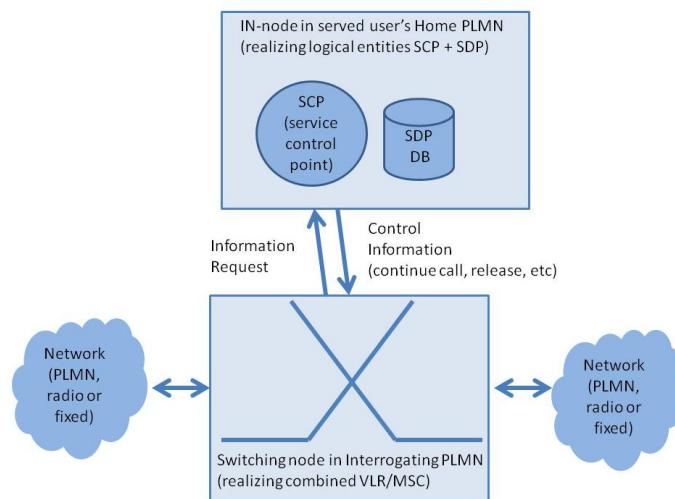 IN-node in served user's Home PLMN
(realizing logical entities SCP + SDP)
SCP
(service
control
point)
SDP
DB
Information
Request
Control
Information
(continue call, release, etc)
Network
(PLMN,
radio or
fixed)
Network
(PLMN,
radio or
fixed)
Switching node in Interrogating PLMN
(realizing combined VLR/MSC)